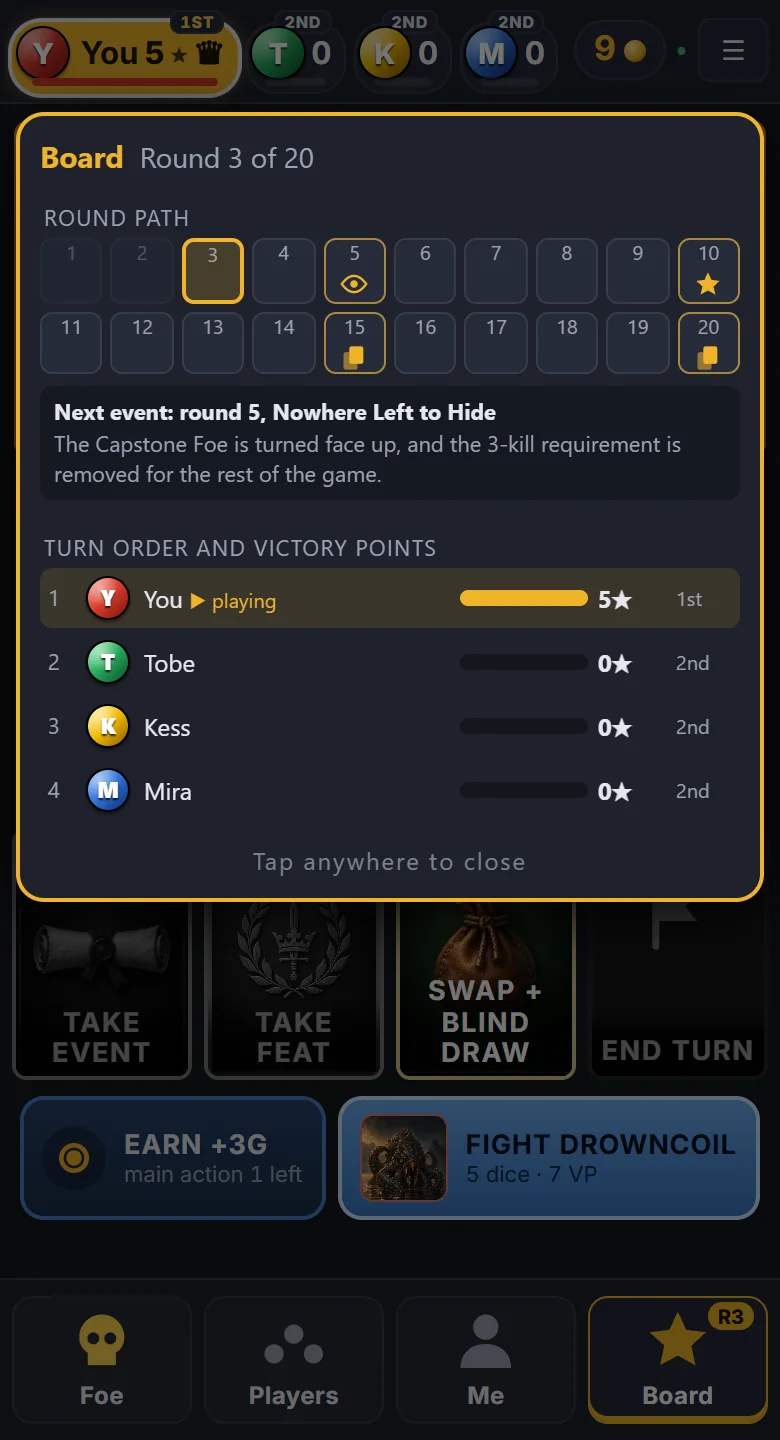 1ST
Y You 5 ★
2ND
T 0
2ND
K 0
2ND
M 0
9
☰
Board Round 3 of 20
ROUND PATH
1 2 3 4 5 6 7 8 9 10
11 12 13 14 15 16 17 18 19 20
Next event: round 5, Nowhere Left to Hide
The Capstone Foe is turned face up, and the 3-kill requirement is
removed for the rest of the game.
TURN ORDER AND VICTORY POINTS
1 Y You ▶ playing 5★ 1st
2 T Tobe 0★ 2nd
3 K Kess 0★ 2nd
4 M Mira 0★ 2nd
Tap anywhere to close
TAKE
EVENT
TAKE
FEAT
SWAP +
BLIND
DRAW
END TURN
EARN +3G
main action 1 left
FIGHT DROWNCOIL
5 dice · 7 VP
Foe
Players
Me
R3
Board